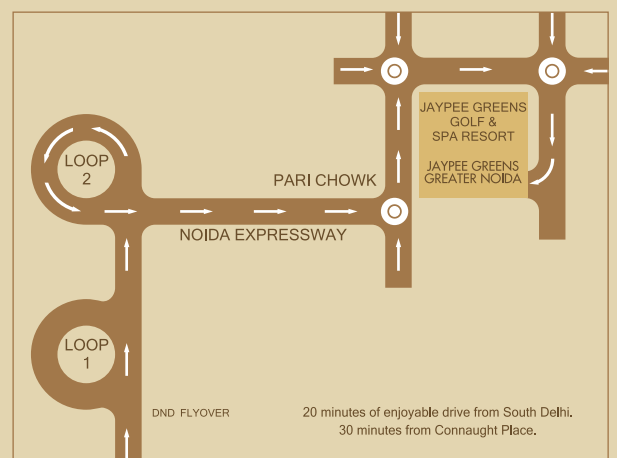 JAYPEE GREENS
GOLF &
SPA RESORT
JAYPEE GREENS
GREATER NOIDA
LOOP
2
PARI CHOWK
NOIDA EXPRESSWAY
LOOP
1
DND FLYOVER
20 minutes of enjoyable drive from South Delhi.
30 minutes from Connaught Place.